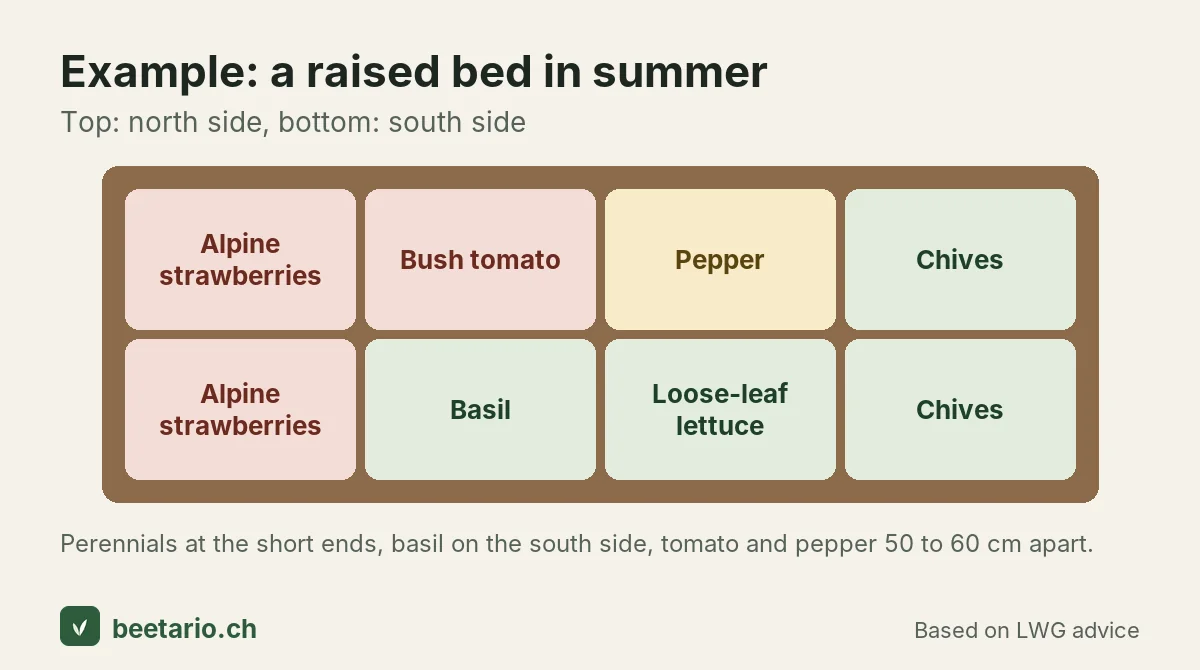 Example: a raised bed in summer
Top: north side, bottom: south side
Alpine
strawberries
Bush tomato
Pepper
Chives
Alpine
strawberries
Basil
Loose-leaf
lettuce
Chives
Perennials at the short ends, basil on the south side, tomato and pepper 50 to 60 cm apart.
beetario.ch
Based on LWG advice